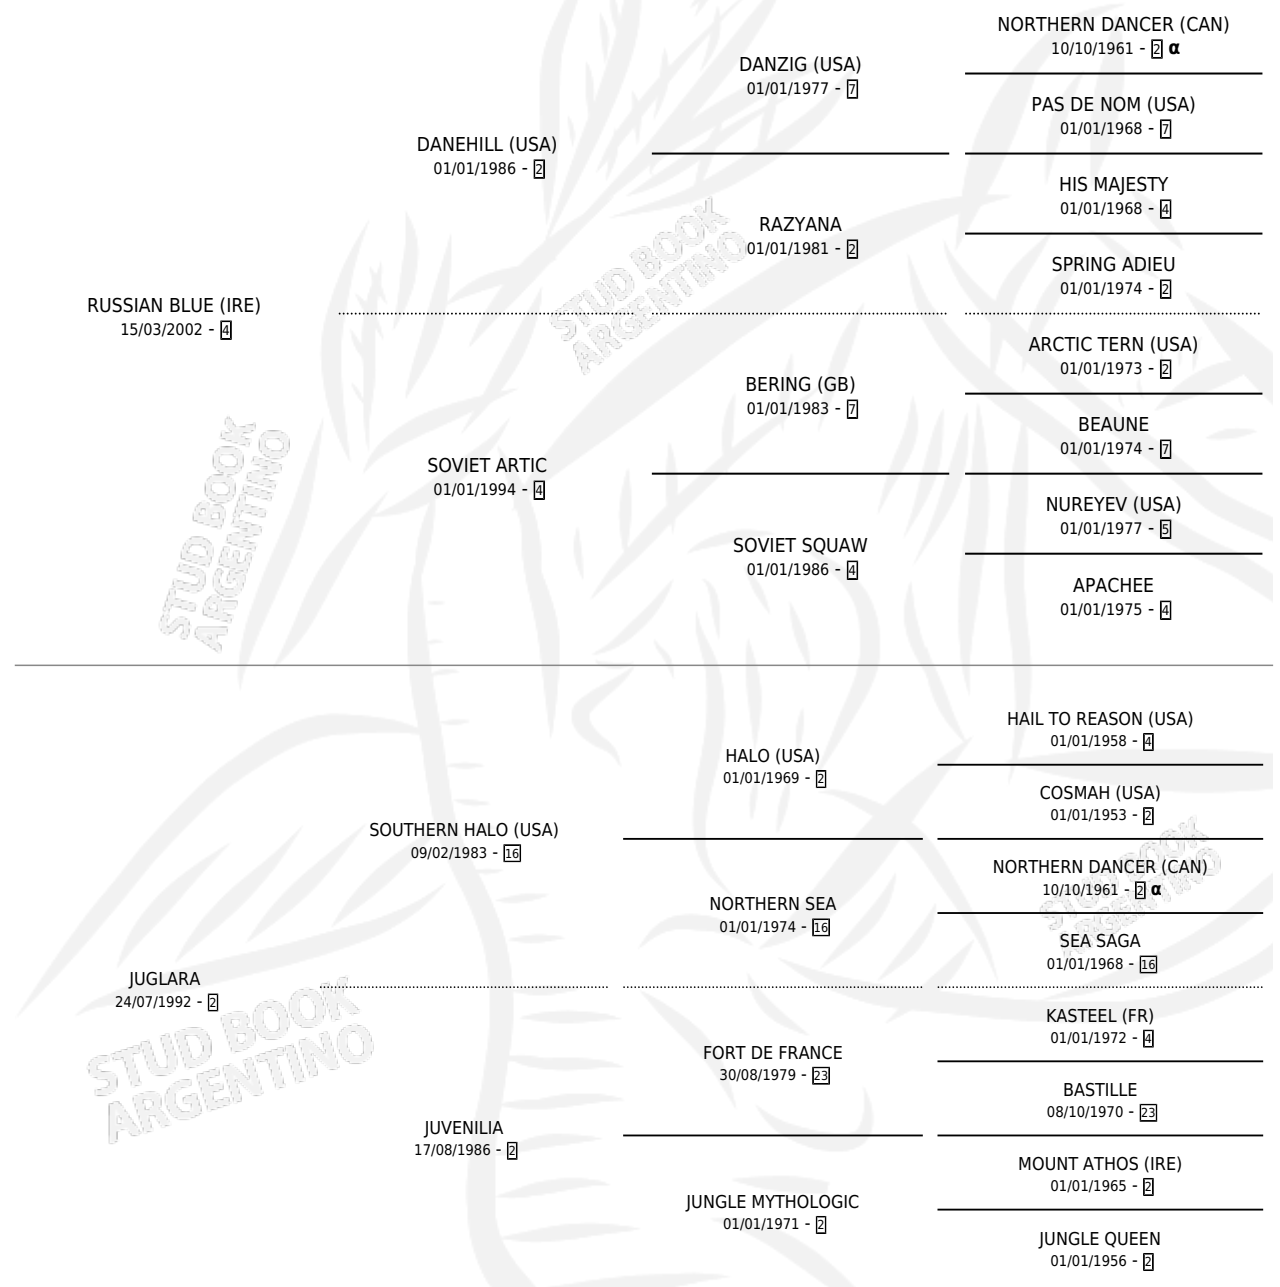 NORTHERN DANCER (CAN)
10/10/1961 - 2 α
DANZIG (USA)
01/01/1977 - 7
PAS DE NOM (USA)
01/01/1968 - 7
DANEHILL (USA)
01/01/1986 - 2
HIS MAJESTY
01/01/1968 - 4
RAZYANA
01/01/1981 - 2
SPRING ADIEU
01/01/1974 - 2
RUSSIAN BLUE (IRE)
15/03/2002 - 4
ARCTIC TERN (USA)
01/01/1973 - 2
BERING (GB)
01/01/1983 - 7
BEAUNE
01/01/1974 - 7
SOVIET ARTIC
01/01/1994 - 4
NUREYEV (USA)
01/01/1977 - 5
SOVIET SQUAW
01/01/1986 - 4
APACHEE
01/01/1975 - 4
STUD BOOK
ARGENTINO
STUD BOOK
ARGENTINO
HAIL TO REASON (USA)
01/01/1958 - 4
HALO (USA)
01/01/1969 - 2
COSMAH (USA)
01/01/1953 - 2
SOUTHERN HALO (USA)
09/02/1983 - 16
NORTHERN DANCER (CAN)
10/10/1961 - 2 α
NORTHERN SEA
01/01/1974 - 16
SEA SAGA
01/01/1968 - 16
JUGLARA
24/07/1992 - 2
KASTEEL (FR)
01/01/1972 - 4
FORT DE FRANCE
30/08/1979 - 23
BASTILLE
08/10/1970 - 23
JUVENILIA
17/08/1986 - 2
MOUNT ATHOS (IRE)
01/01/1965 - 2
JUNGLE MYTHOLOGIC
01/01/1971 - 2
JUNGLE QUEEN
01/01/1956 - 2
STUD BOOK
ARGENTINO
STUD BOOK
ARGENTINO